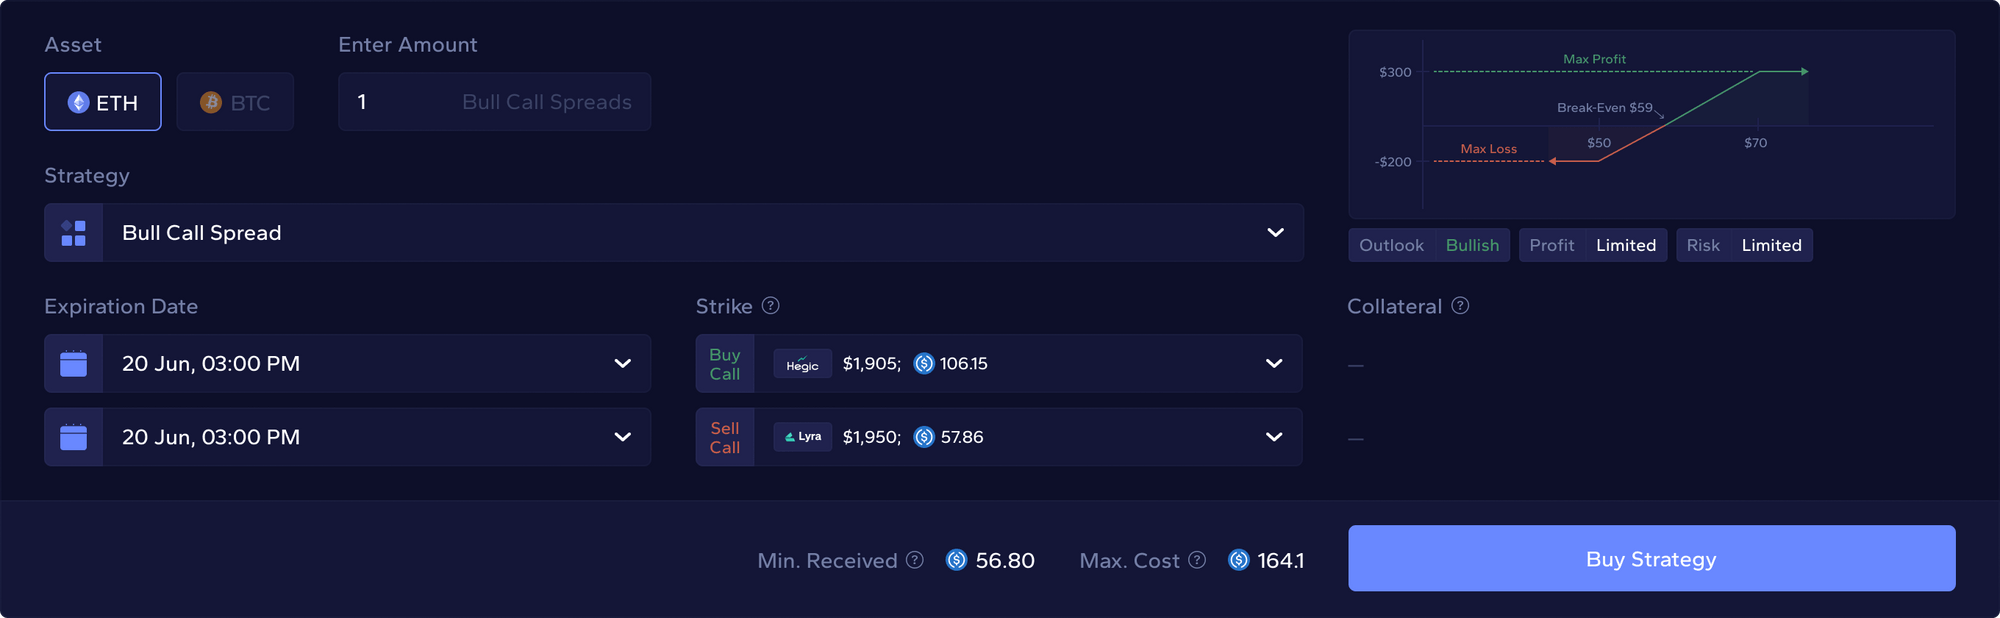 Asset
Enter Amount
ETH
BTC
1
Bull Call Spreads
Strategy
Bull Call Spread
Max Profit
$300
Break-Even $59
$50
$70
Max Loss
-$200
Outlook Bullish
Profit Limited
Risk Limited
Expiration Date
Strike ?
Collateral ?
20 Jun, 03:00 PM
Buy
Call
Hegic
$1,905; 106.15
—
20 Jun, 03:00 PM
Sell
Call
Lyra
$1,950; 57.86
—
Min. Received ? 56.80
Max. Cost ? 164.1
Buy Strategy